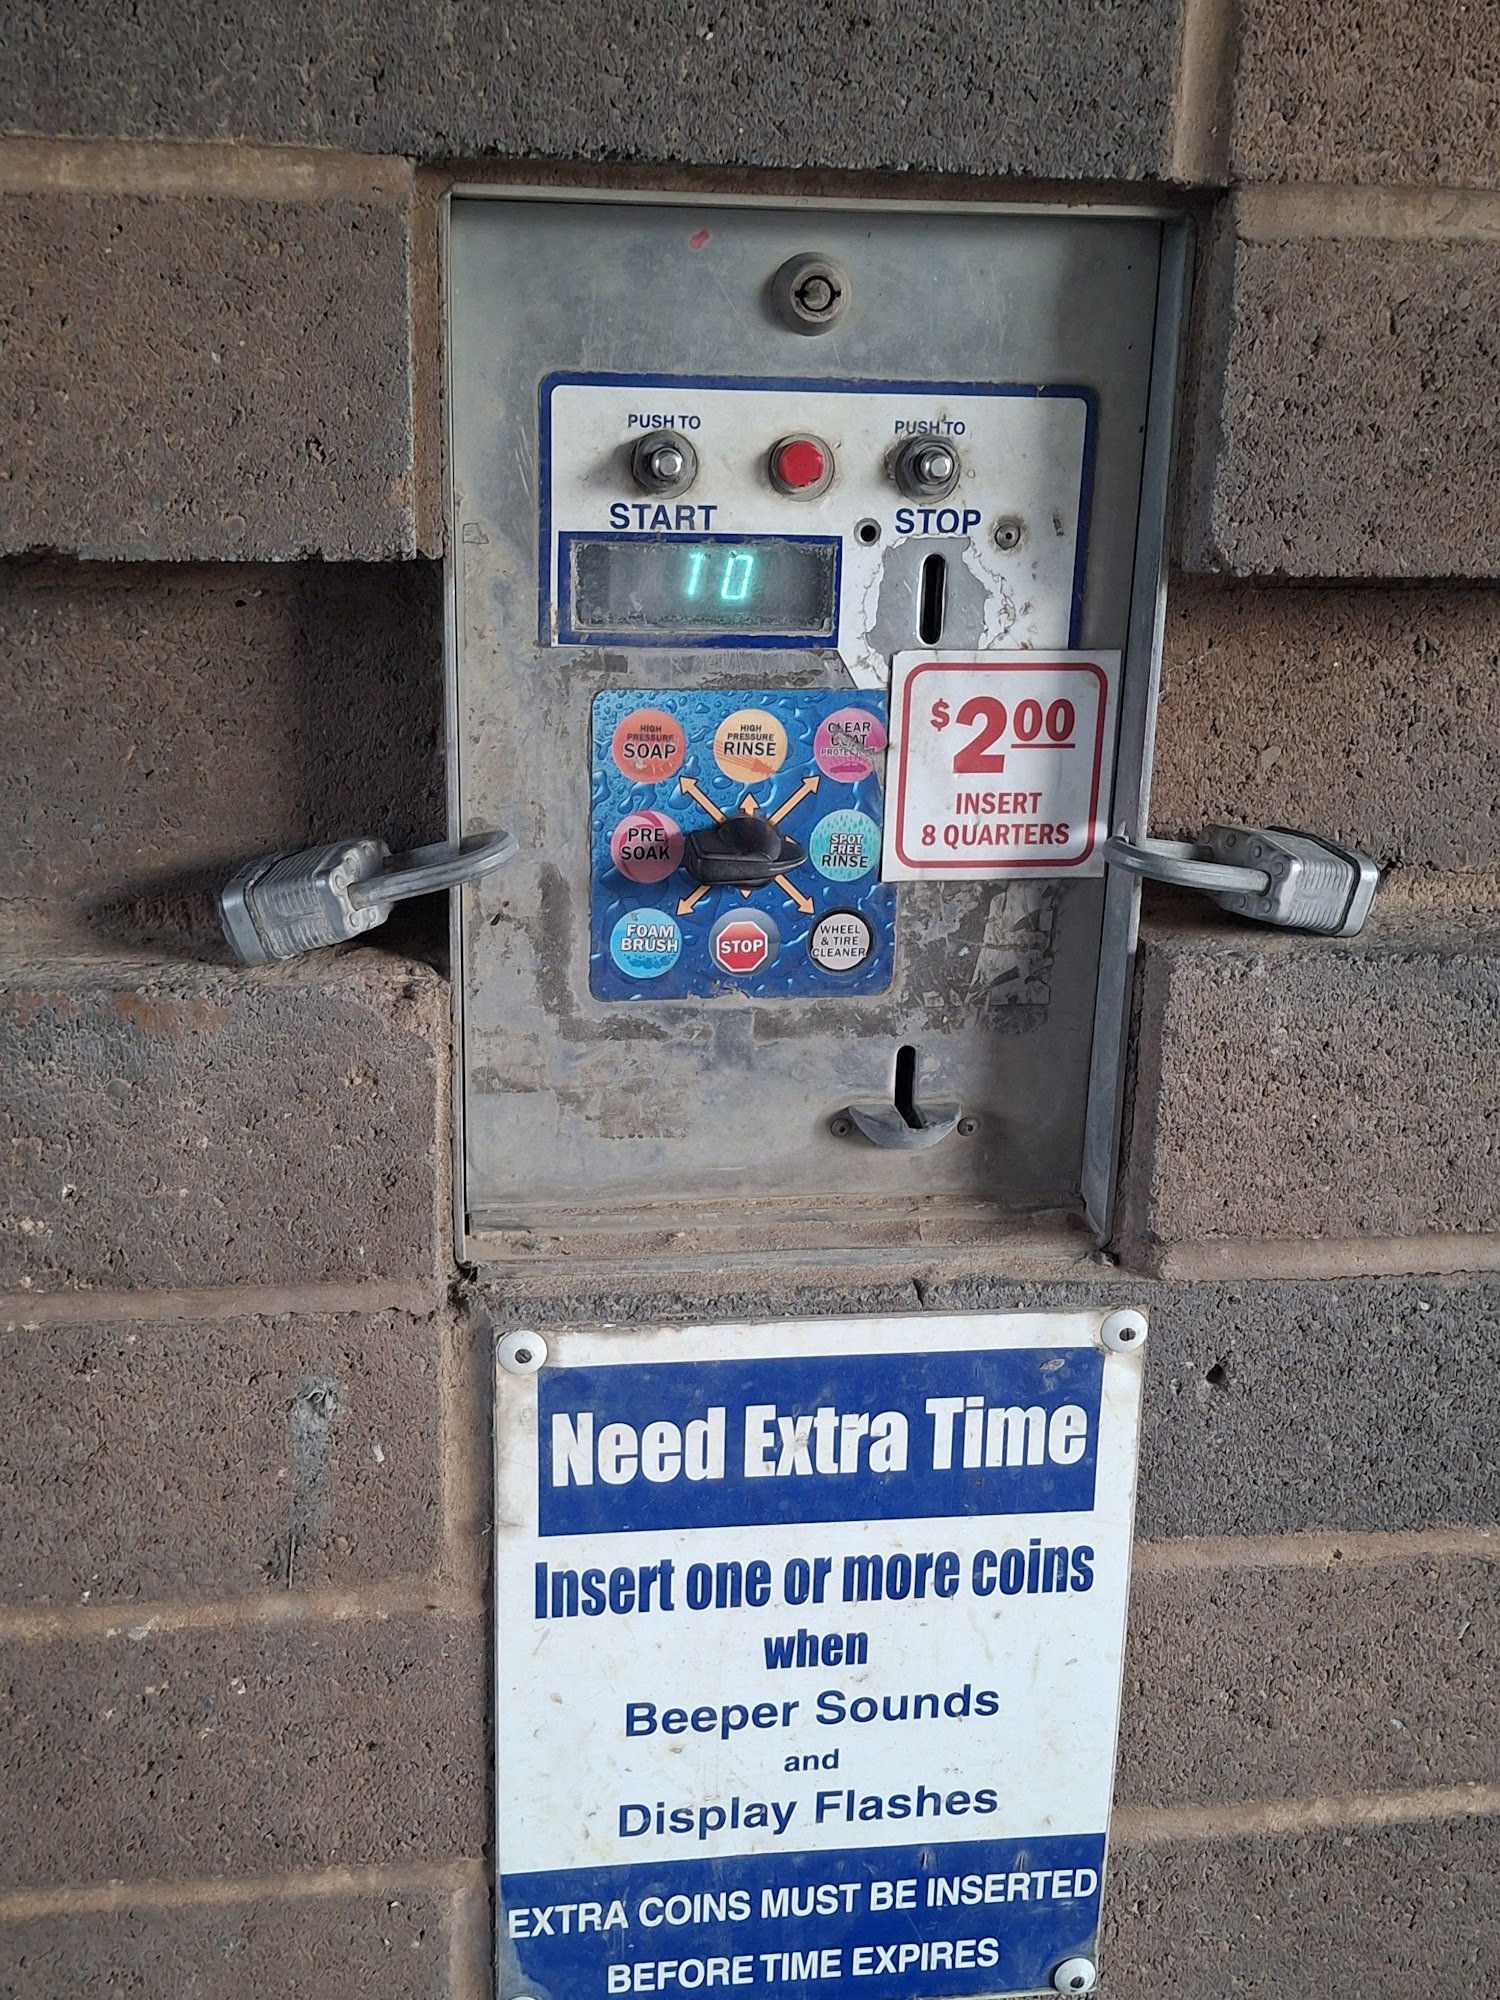 PUSH TO
START
PUSH TO
STOP
10
HIGH
PRESSURE
SOAP
HIGH
PRESSURE
RINSE
CLEAR
COAT
PRE
SOAK
SPOT
FREE
RINSE
FOAM
BRUSH
STOP
WHEEL
& TIRE
CLEANER
$2.00
INSERT
8 QUARTERS
Need Extra Time
Insert one or more coins
when
Beeper Sounds
and
Display Flashes
EXTRA COINS MUST BE INSERTED
BEFORE TIME EXPIRES